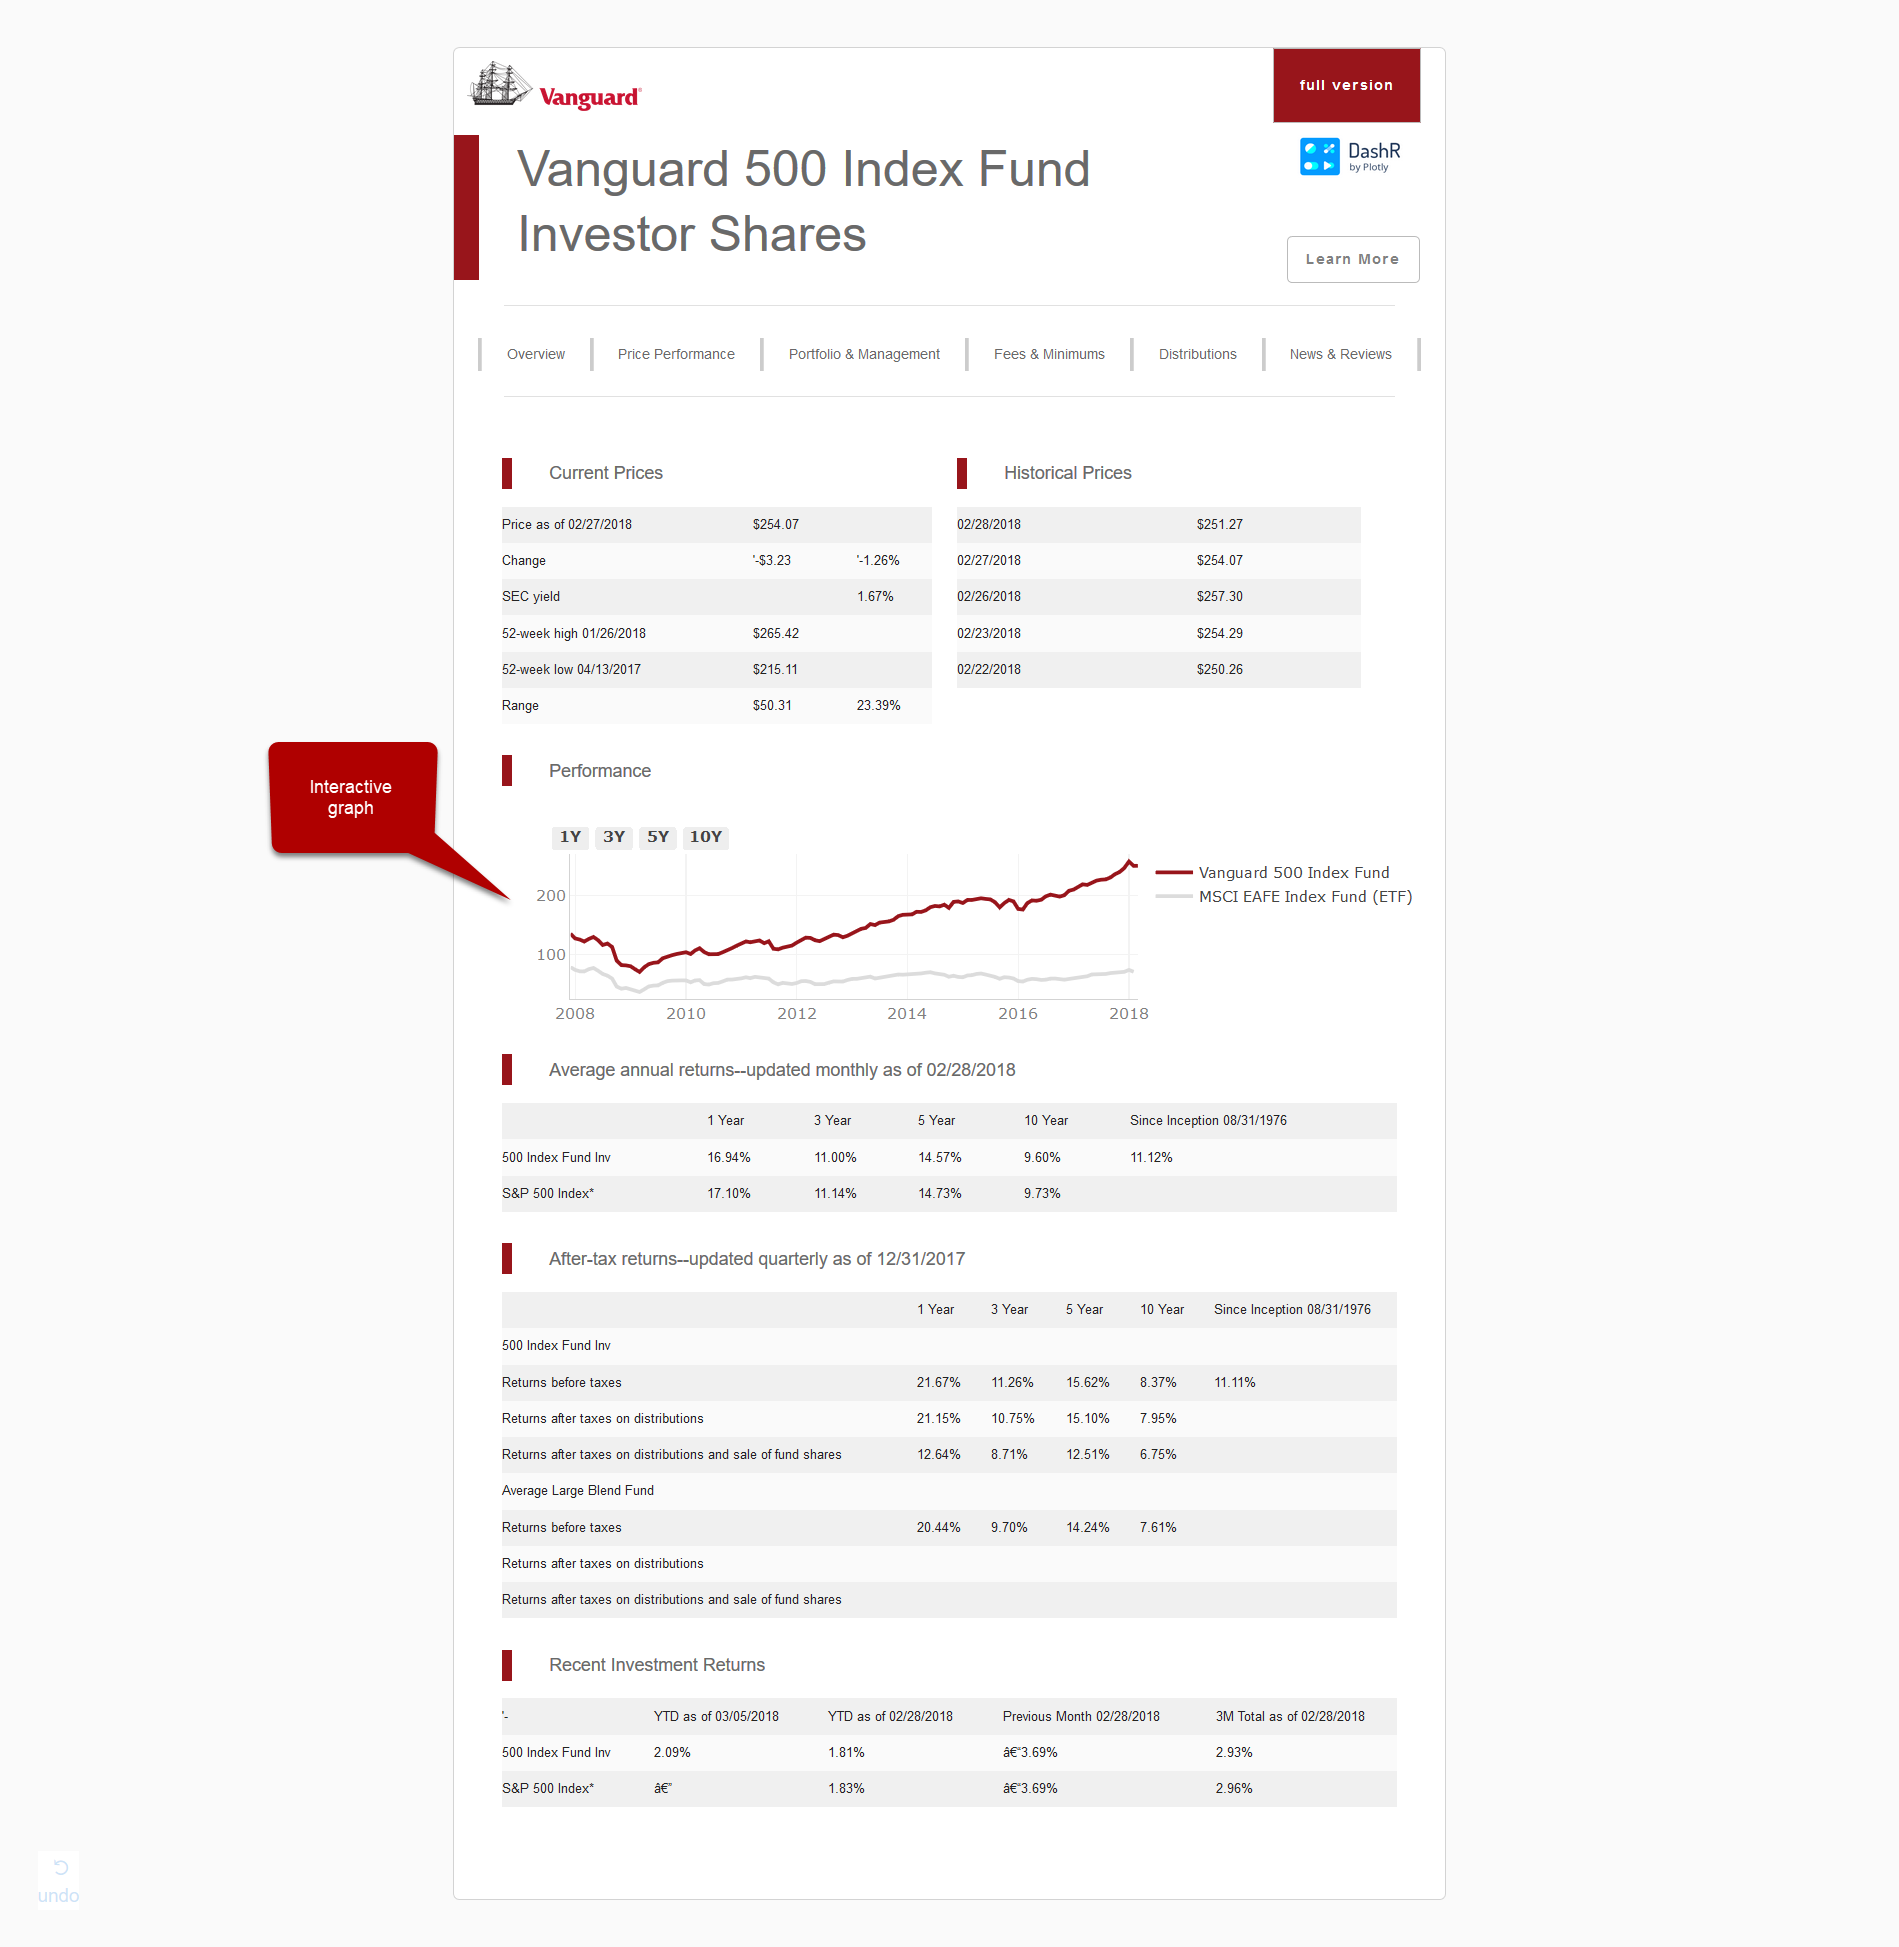 Vanguard®
full version
Vanguard 500 Index Fund
Investor Shares
DashR
by Plotly
Learn More
Overview Price Performance Portfolio & Management Fees & Minimums Distributions News & Reviews
Current Prices
Price as of 02/27/2018 $254.07
Change '-$3.23 '-1.26%
SEC yield 1.67%
52-week high 01/26/2018 $265.42
52-week low 04/13/2017 $215.11
Range $50.31 23.39%
Historical Prices
02/28/2018 $251.27
02/27/2018 $254.07
02/26/2018 $257.30
02/23/2018 $254.29
02/22/2018 $250.26
Interactive
graph
Performance
1Y 3Y 5Y 10Y
200
100
2008 2010 2012 2014 2016 2018
Vanguard 500 Index Fund
MSCI EAFE Index Fund (ETF)
Average annual returns--updated monthly as of 02/28/2018
1 Year 3 Year 5 Year 10 Year Since Inception 08/31/1976
500 Index Fund Inv 16.94% 11.00% 14.57% 9.60% 11.12%
S&P 500 Index* 17.10% 11.14% 14.73% 9.73%
After-tax returns--updated quarterly as of 12/31/2017
1 Year 3 Year 5 Year 10 Year Since Inception 08/31/1976
500 Index Fund Inv
Returns before taxes 21.67% 11.26% 15.62% 8.37% 11.11%
Returns after taxes on distributions 21.15% 10.75% 15.10% 7.95%
Returns after taxes on distributions and sale of fund shares 12.64% 8.71% 12.51% 6.75%
Average Large Blend Fund
Returns before taxes 20.44% 9.70% 14.24% 7.61%
Returns after taxes on distributions
Returns after taxes on distributions and sale of fund shares
Recent Investment Returns
'- YTD as of 03/05/2018 YTD as of 02/28/2018 Previous Month 02/28/2018 3M Total as of 02/28/2018
500 Index Fund Inv 2.09% 1.81% â€“3.69% 2.93%
S&P 500 Index* â€” 1.83% â€“3.69% 2.96%
undo